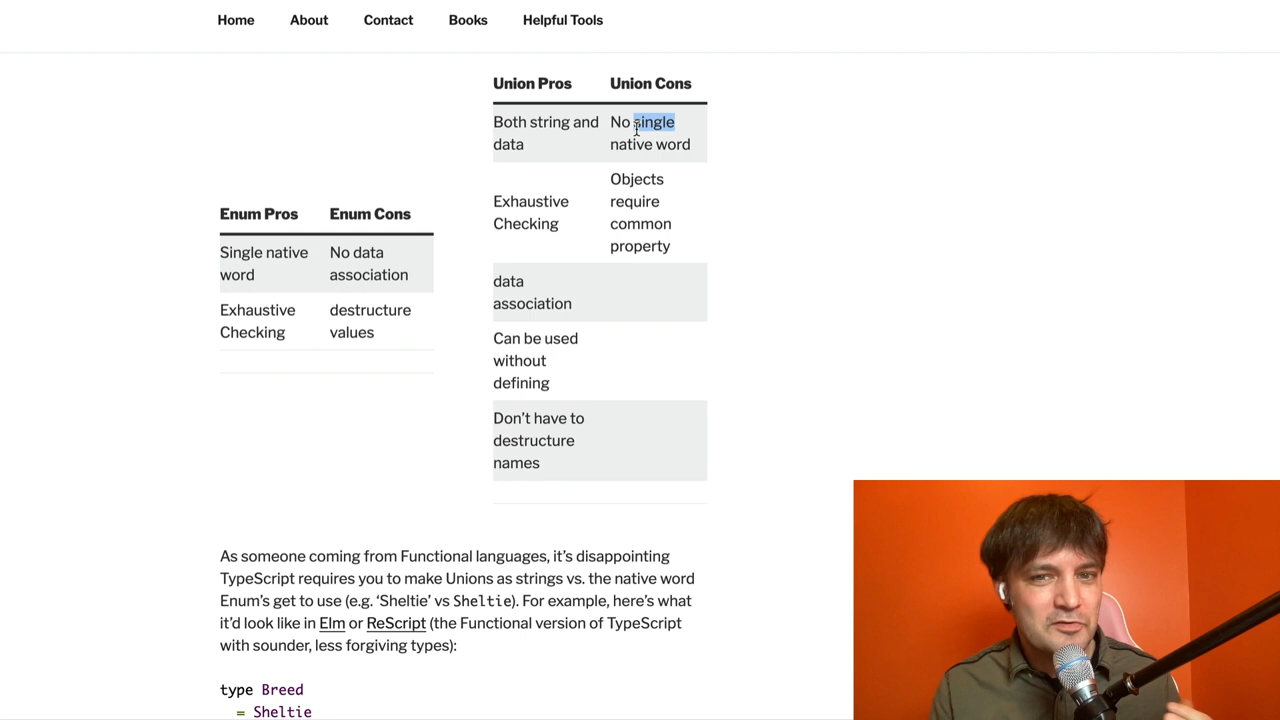 Home About Contact Books Helpful Tools
Union Pros Union Cons
Both string and No single
data native word
Objects
Exhaustive require
Checking common
property
data
association
Can be used
without
defining
Don’t have to
destructure
names
Enum Pros Enum Cons
Single native No data
word association
Exhaustive destructure
Checking values
As someone coming from Functional languages, it’s disappointing
TypeScript requires you to make Unions as strings vs. the native word
Enum’s get to use (e.g. ‘Sheltie’ vs Sheltie). For example, here’s what
it’d look like in Elm or ReScript (the Functional version of TypeScript
with sounder, less forgiving types):
type Breed
= Sheltie